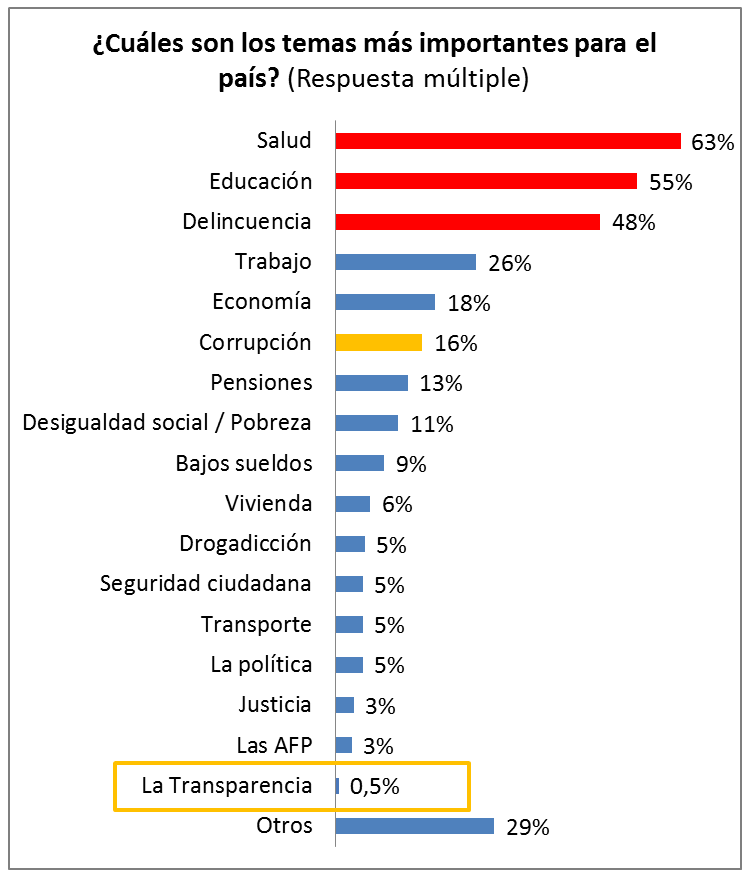 ¿Cuáles son los temas más importantes para el
país? (Respuesta múltiple)
Salud 63%
Educación 55%
Delincuencia 48%
Trabajo 26%
Economía 18%
Corrupción 16%
Pensiones 13%
Desigualdad social / Pobreza 11%
Bajos sueldos 9%
Vivienda 6%
Drogadicción 5%
Seguridad ciudadana 5%
Transporte 5%
La política 5%
Justicia 3%
Las AFP 3%
La Transparencia 0,5%
Otros 29%